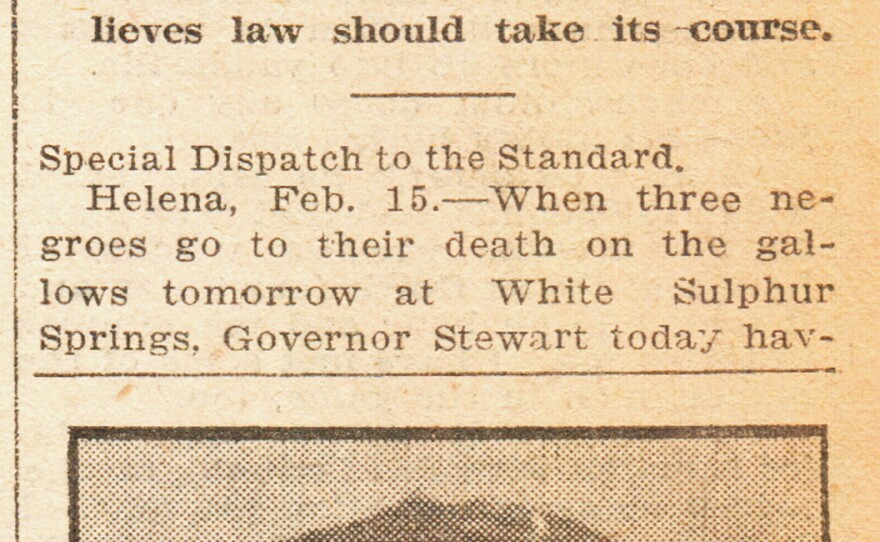 lieves law should take its course.
Special Dispatch to the Standard.
Helena, Feb. 15.—When three ne-
groes go to their death on the gal-
lows tomorrow at White Sulphur
Springs, Governor Stewart today hav-